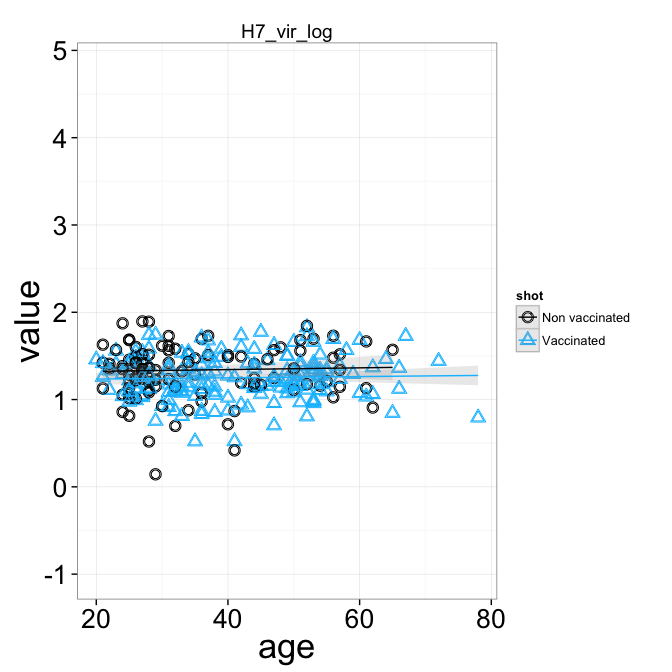 H7_vir_log
5
4
3
2
1
0
-1
value
20 40 60 80
age
shot
Non vaccinated
Vaccinated